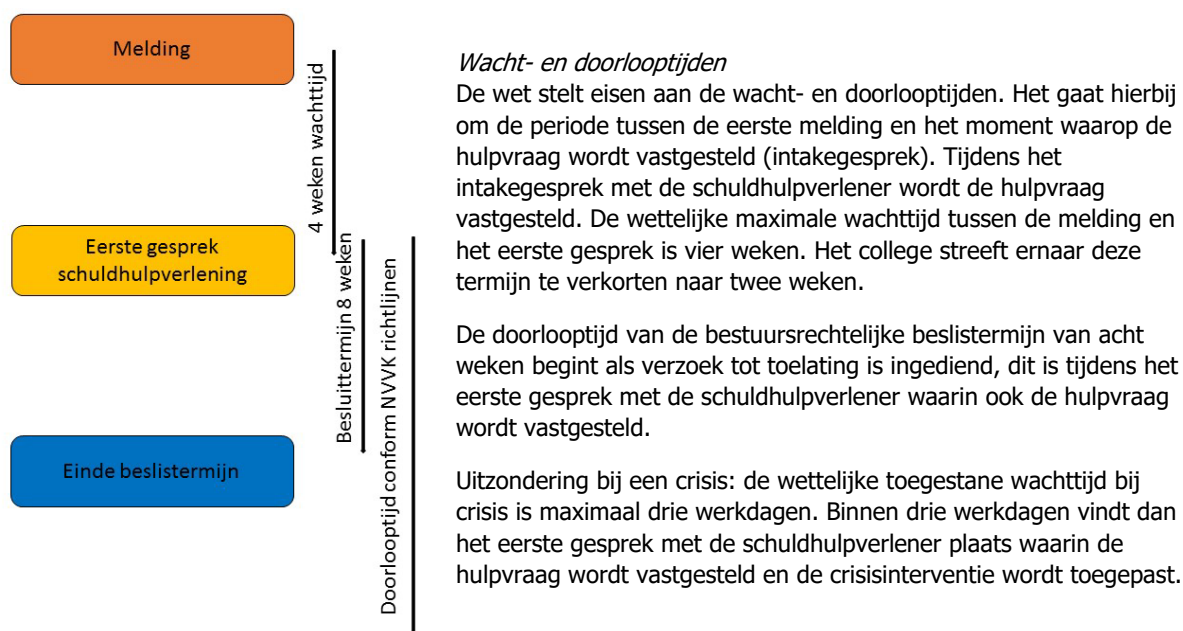 Melding
4 weken wachttijd
Eerste gesprek
schuldhulpverlening
Besluittermijn 8 weken
Doorlooptijd conform NVVK richtlijnen
Einde beslistermijn
Wacht- en doorlooptijden
De wet stelt eisen aan de wacht- en doorlooptijden. Het gaat hierbij
om de periode tussen de eerste melding en het moment waarop de
hulpvraag wordt vastgesteld (intakegesprek). Tijdens het
intakegesprek met de schuldhulpverlener wordt de hulpvraag
vastgesteld. De wettelijke maximale wachttijd tussen de melding en
het eerste gesprek is vier weken. Het college streeft ernaar deze
termijn te verkorten naar twee weken.
De doorlooptijd van de bestuursrechtelijke beslistermijn van acht
weken begint als verzoek tot toelating is ingediend, dit is tijdens het
eerste gesprek met de schuldhulpverlener waarin ook de hulpvraag
wordt vastgesteld.
Uitzondering bij een crisis: de wettelijke toegestane wachttijd bij
crisis is maximaal drie werkdagen. Binnen drie werkdagen vindt dan
het eerste gesprek met de schuldhulpverlener plaats waarin de
hulpvraag wordt vastgesteld en de crisisinterventie wordt toegepast.